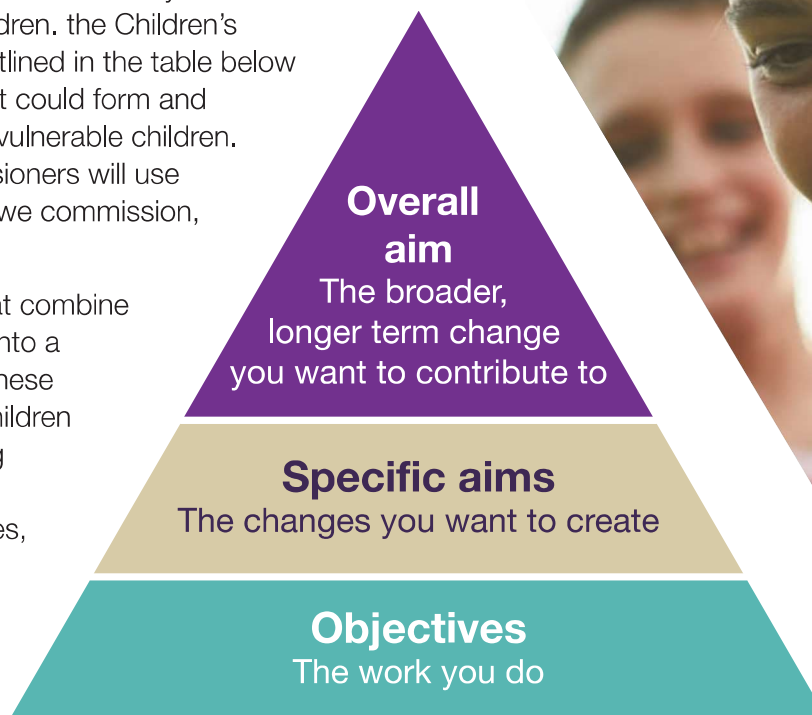 dren. the Children's
tlined in the table below
t could form and
vulnerable children.
sioners will use
we commission,
at combine
nto a
hese
hildren
g
es,
Overall
aim
The broader,
longer term change
you want to contribute to
Specific aims
The changes you want to create
Objectives
The work you do